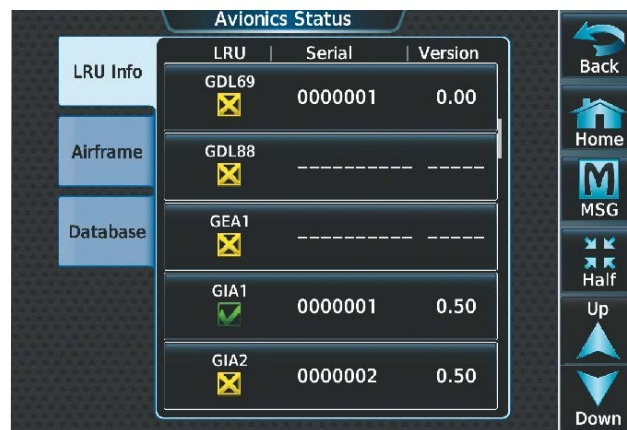 Avionics Status
LRU Info
Airframe
Database
LRU | Serial | Version
GDL69
0000001 0.00
GDL88
---------- -----
GEA1
---------- -----
GIA1
0000001 0.50
GIA2
0000002 0.50
Back
Home
M
MSG
Half
Up
Down